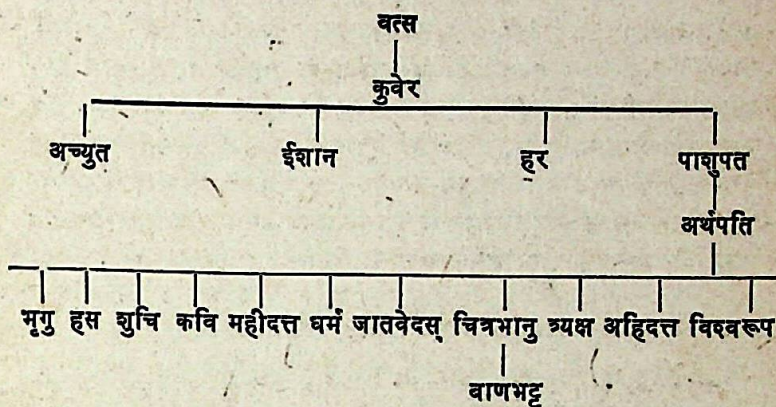 वत्स
कुवेर
अच्युत ईशान हर पाशुपत
अर्थपति
भृगु हस शुचि कवि महीदत्त धर्म जातवेदस् चित्रभानु त्र्यक्ष अहिदत्त विश्वरूप
बाणभट्ट